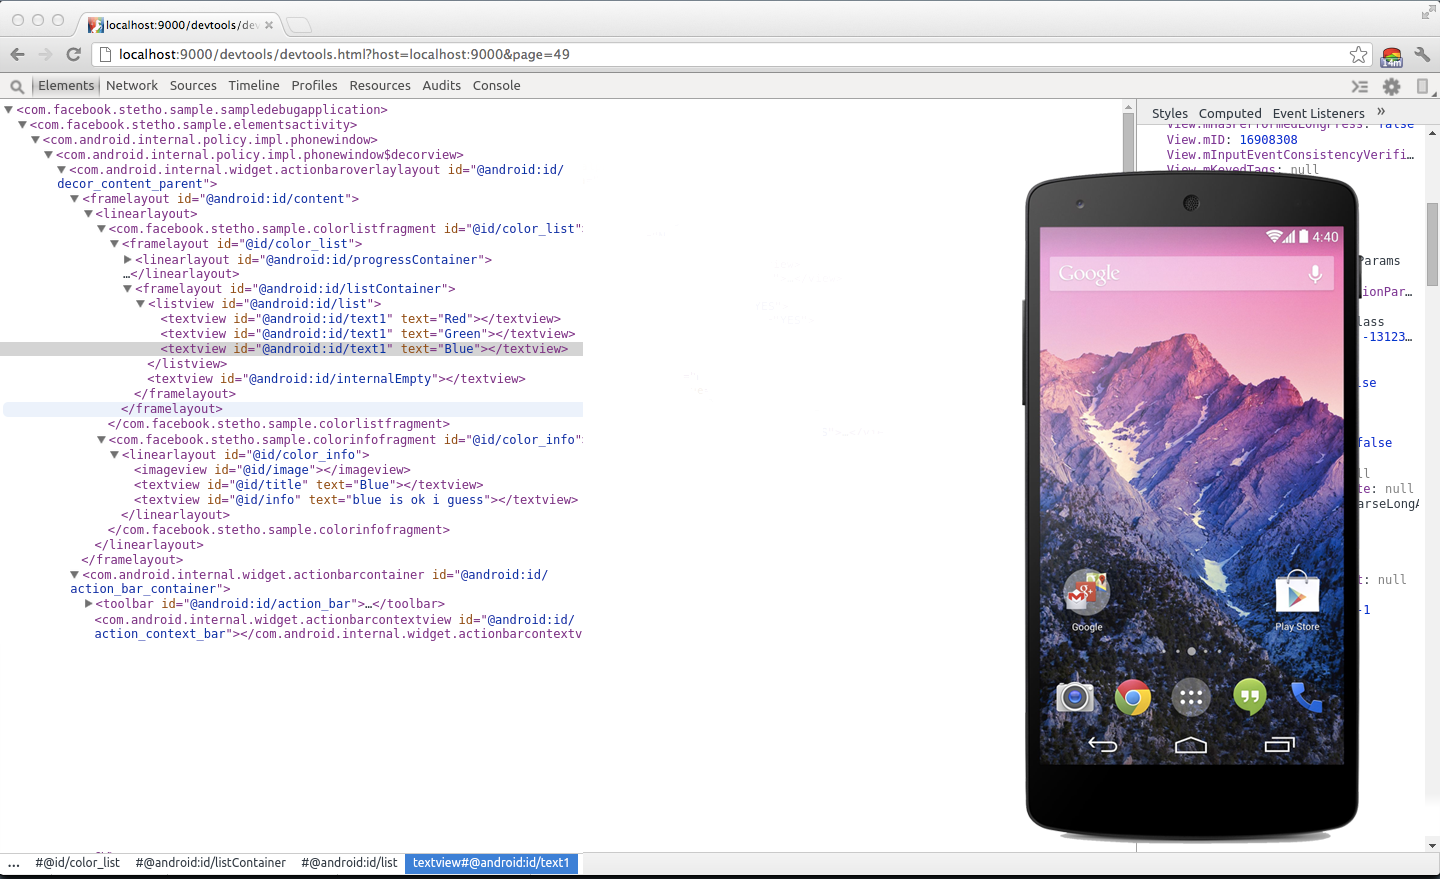 localhost:9000/devtools/dev
localhost:9000/devtools/devtools.html?host=localhost:9000&page=49
14m
Elements Network Sources Timeline Profiles Resources Audits Console
<com.facebook.stetho.sample.sampledebugapplication>
<com.facebook.stetho.sample.elementsactivity>
<com.android.internal.policy.impl.phonewindow>
<com.android.internal.policy.impl.phonewindow$decorview>
<com.android.internal.widget.actionbaroverlaylayout id="@android:id/
decor_content_parent">
<framelayout id="@android:id/content">
<linearlayout>
<com.facebook.stetho.sample.colorlistfragment id="@id/color_list"
<framelayout id="@id/color_list">
<linearlayout id="@android:id/progressContainer">
…</linearlayout>
<framelayout id="@android:id/listContainer">
<listview id="@android:id/list">
<textview id="@android:id/text1" text="Red"></textview>
<textview id="@android:id/text1" text="Green"></textview>
<textview id="@android:id/text1" text="Blue"></textview>
</listview>
<textview id="@android:id/internalEmpty"></textview>
</framelayout>
</framelayout>
</com.facebook.stetho.sample.colorlistfragment>
<com.facebook.stetho.sample.colorinfofragment id="@id/color_info"
<linearlayout id="@id/color_info">
<imageview id="@id/image"></imageview>
<textview id="@id/title" text="Blue"></textview>
<textview id="@id/info" text="blue is ok i guess"></textview>
</linearlayout>
</com.facebook.stetho.sample.colorinfofragment>
</linearlayout>
</framelayout>
<com.android.internal.widget.actionbarcontainer id="@android:id/
action_bar_container">
<toolbar id="@android:id/action_bar">…</toolbar>
<com.android.internal.widget.actionbarcontextview id="@android:id/
action_context_bar"></com.android.internal.widget.actionbarcontextv
... #@id/color_list #@android:id/listContainer #@android:id/list textview#@android:id/text1
Styles Computed Event Listeners »
View.mHasPerformedLongPress: false
View.mID: 16908308
View.mInputEventConsistencyVerifi…
View.mKeyedTags: null
Params
ionPar…
lass
-13123…
lse
false
ll
te: null
arseLongA
t: null
-1
4:40
Google
Google
Play Store